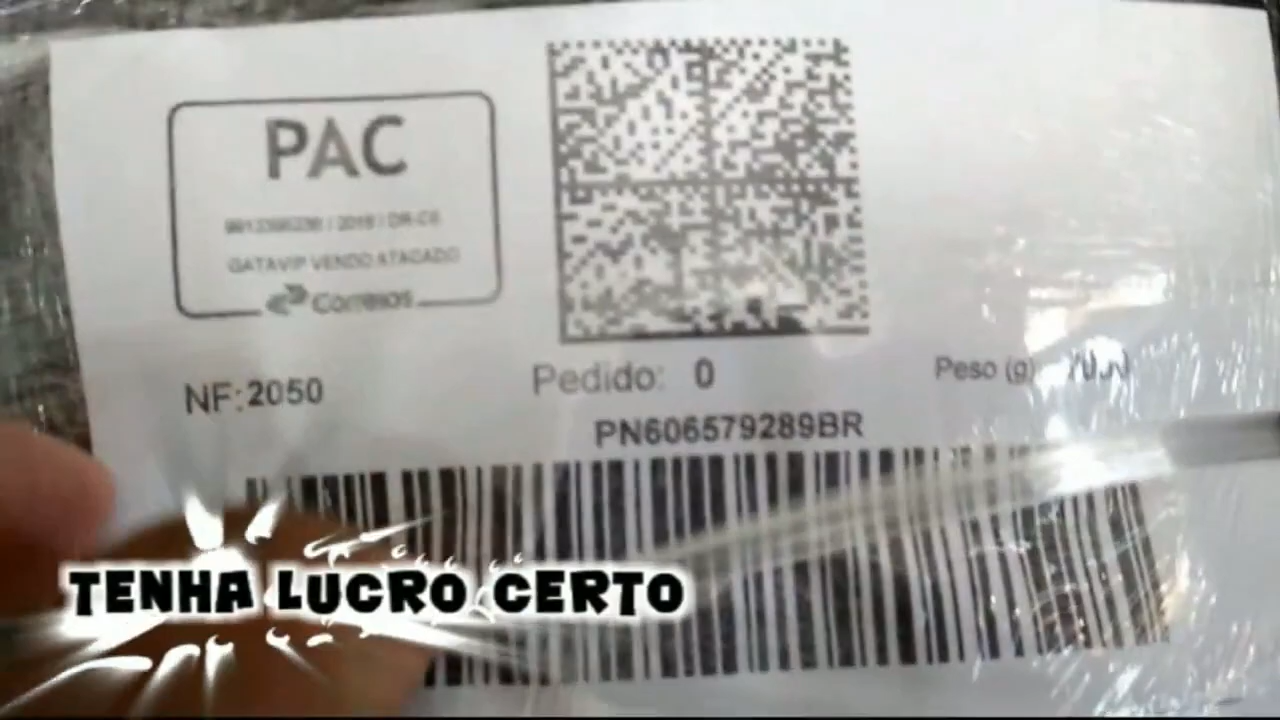 PAC
GATAVIP VENDO ATACADO
Correios
NF:2050
Pedido: 0
Peso (g)
PN606579289BR
TENHA LUCRO CERTO